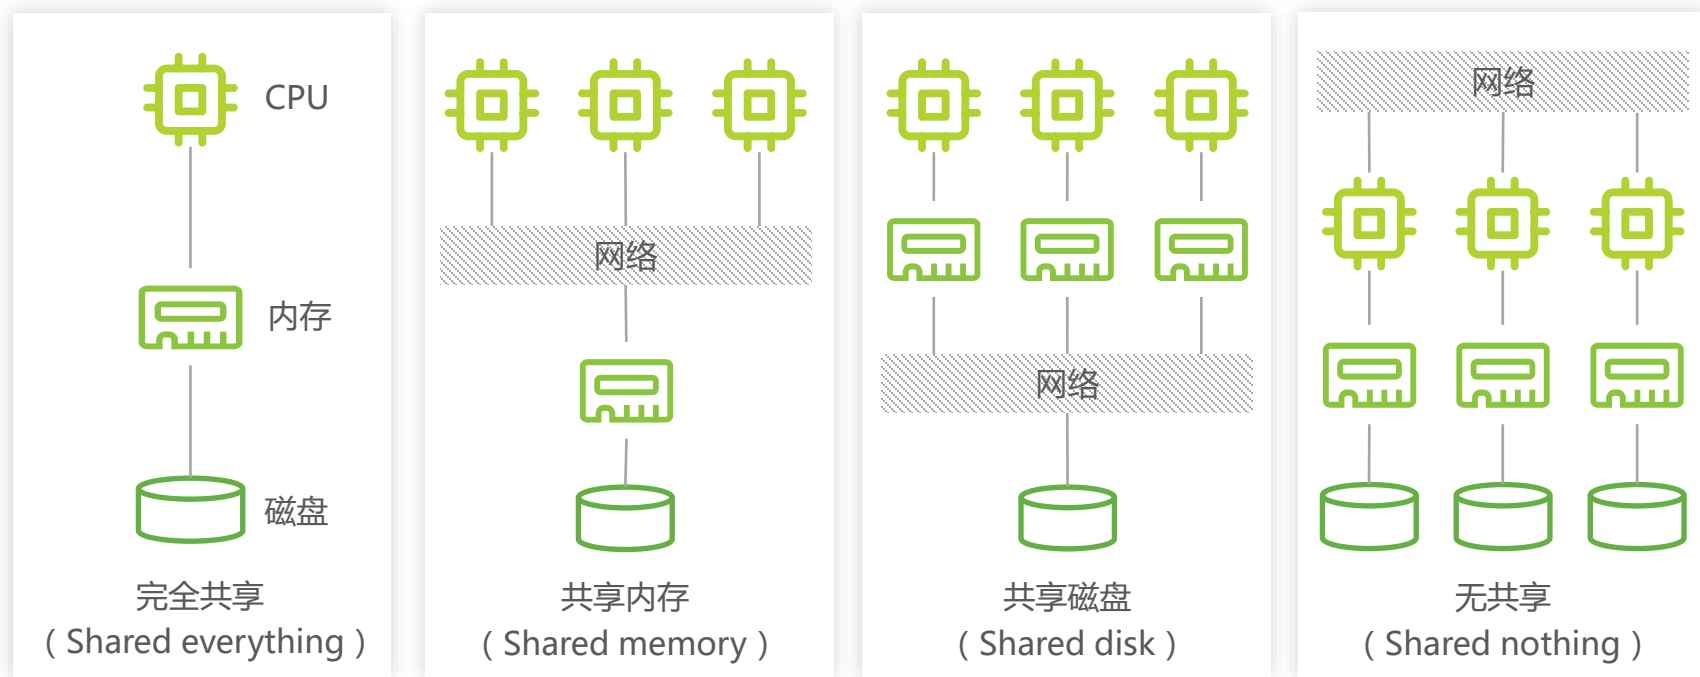 CPU
内存
磁盘
完全共享
（Shared everything）
网络
共享内存
（Shared memory）
网络
共享磁盘
（Shared disk）
网络
无共享
（Shared nothing）